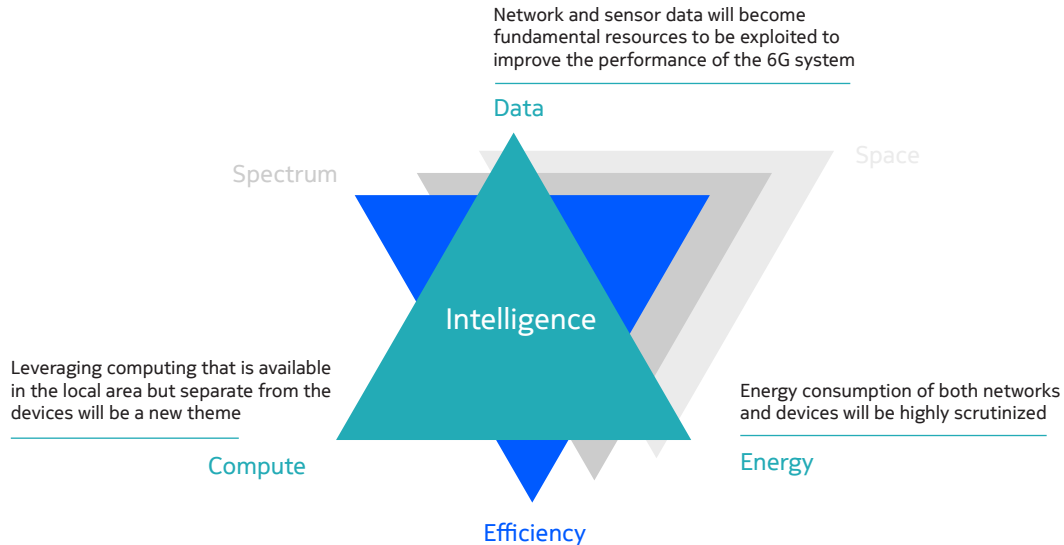 Network and sensor data will become
fundamental resources to be exploited to
improve the performance of the 6G system
Data
Space
Spectrum
Intelligence
Leveraging computing that is available
in the local area but separate from the
devices will be a new theme
Compute
Energy consumption of both networks
and devices will be highly scrutinized
Energy
Efficiency